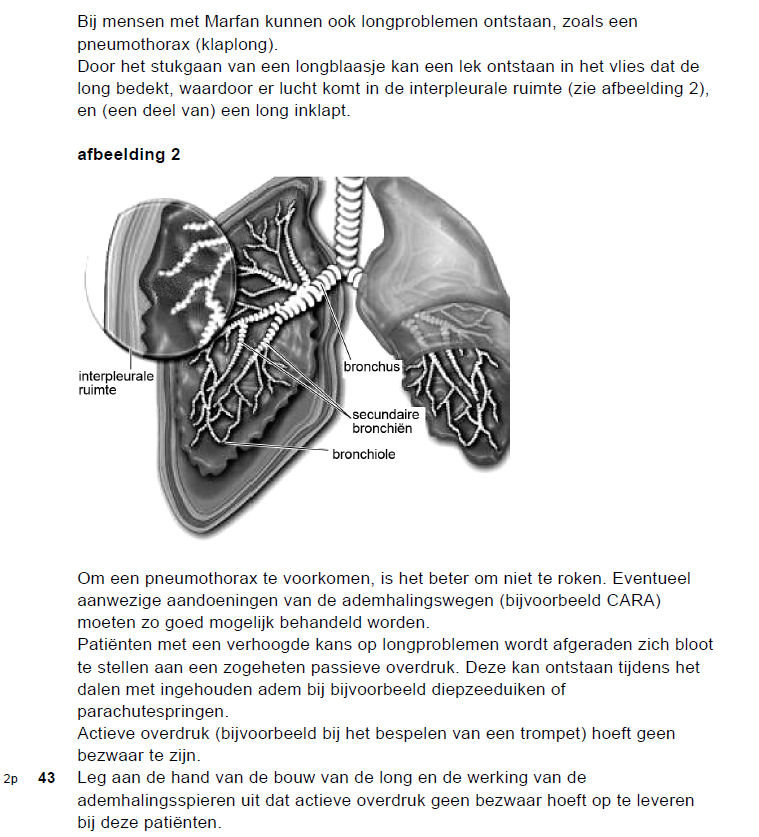 Bij mensen met Marfan kunnen ook longproblemen ontstaan, zoals een
pneumothorax (klaplong).
Door het stukgaan van een longblaasje kan een lek ontstaan in het vlies dat de
long bedekt, waardoor er lucht komt in de interpleurale ruimte (zie afbeelding 2),
en (een deel van) een long inklapt.
afbeelding 2
interpleurale
ruimte
bronchus
secundaire
bronchiën
bronchiole
Om een pneumothorax te voorkomen, is het beter om niet te roken. Eventueel
aanwezige aandoeningen van de ademhalingswegen (bijvoorbeeld CARA)
moeten zo goed mogelijk behandeld worden.
Patiënten met een verhoogde kans op longproblemen wordt afgeraden zich bloot
te stellen aan een zogeheten passieve overdruk. Deze kan ontstaan tijdens het
dalen met ingehouden adem bij bijvoorbeeld diepzeeduiken of
parachutespringen.
Actieve overdruk (bijvoorbeeld bij het bespelen van een trompet) hoeft geen
bezwaar te zijn.
2p 43 Leg aan de hand van de bouw van de long en de werking van de
ademhalingsspieren uit dat actieve overdruk geen bezwaar hoeft op te leveren
bij deze patiënten.